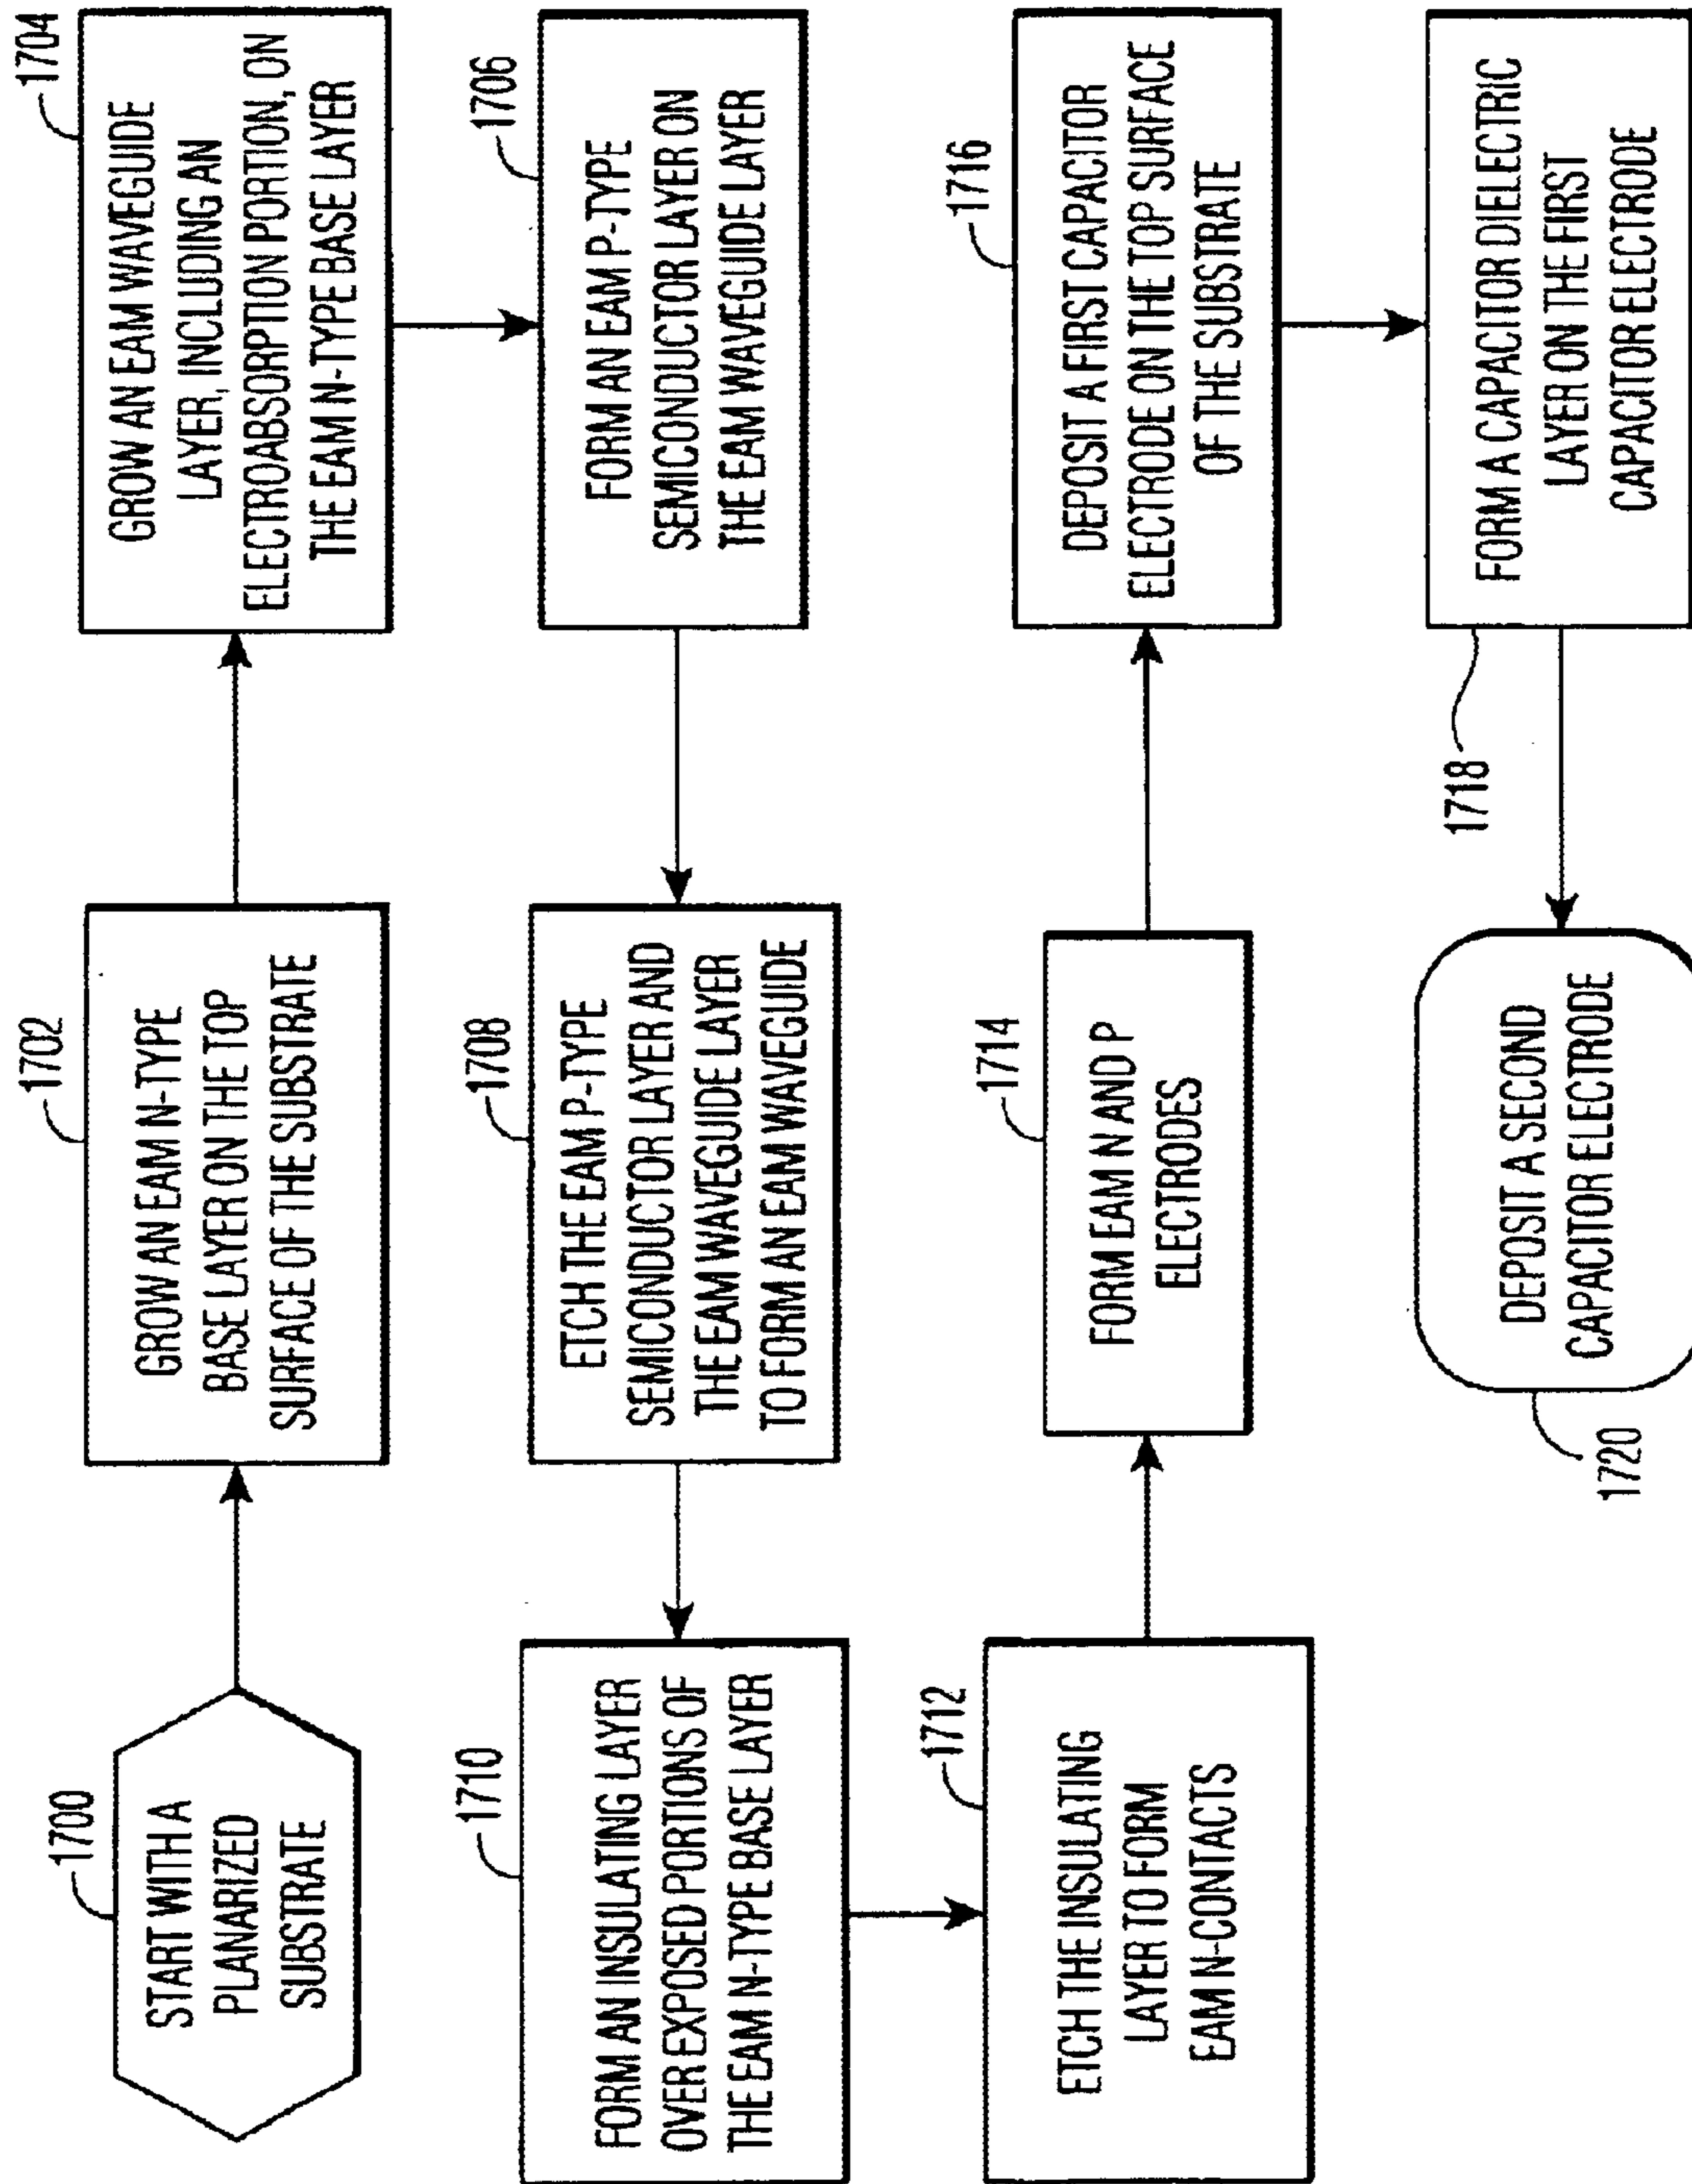 1700
START WITH A
PLANARIZED
SUBSTRATE
1702
GROW AN EAM N-TYPE
BASE LAYER ON THE TOP
SURFACE OF THE SUBSTRATE
1704
GROW AN EAM WAVEGUIDE
LAYER, INCLUDING AN
ELECTROABSORPTION PORTION, ON
THE EAM N-TYPE BASE LAYER
1706
FORM AN EAM P-TYPE
SEMICONDUCTOR LAYER ON
THE EAM WAVEGUIDE LAYER
1708
ETCH THE EAM P-TYPE
SEMICONDUCTOR LAYER AND
THE EAM WAVEGUIDE LAYER
TO FORM AN EAM WAVEGUIDE
1710
FORM AN INSULATING LAYER
OVER EXPOSED PORTIONS OF
THE EAM N-TYPE BASE LAYER
1712
ETCH THE INSULATING
LAYER TO FORM
EAM N-CONTACTS
1714
FORM EAM N AND P
ELECTRODES
1716
DEPOSIT A FIRST CAPACITOR
ELECTRODE ON THE TOP SURFACE
OF THE SUBSTRATE
1718
FORM A CAPACITOR DIELECTRIC
LAYER ON THE FIRST
CAPACITOR ELECTRODE
1720
DEPOSIT A SECOND
CAPACITOR ELECTRODE